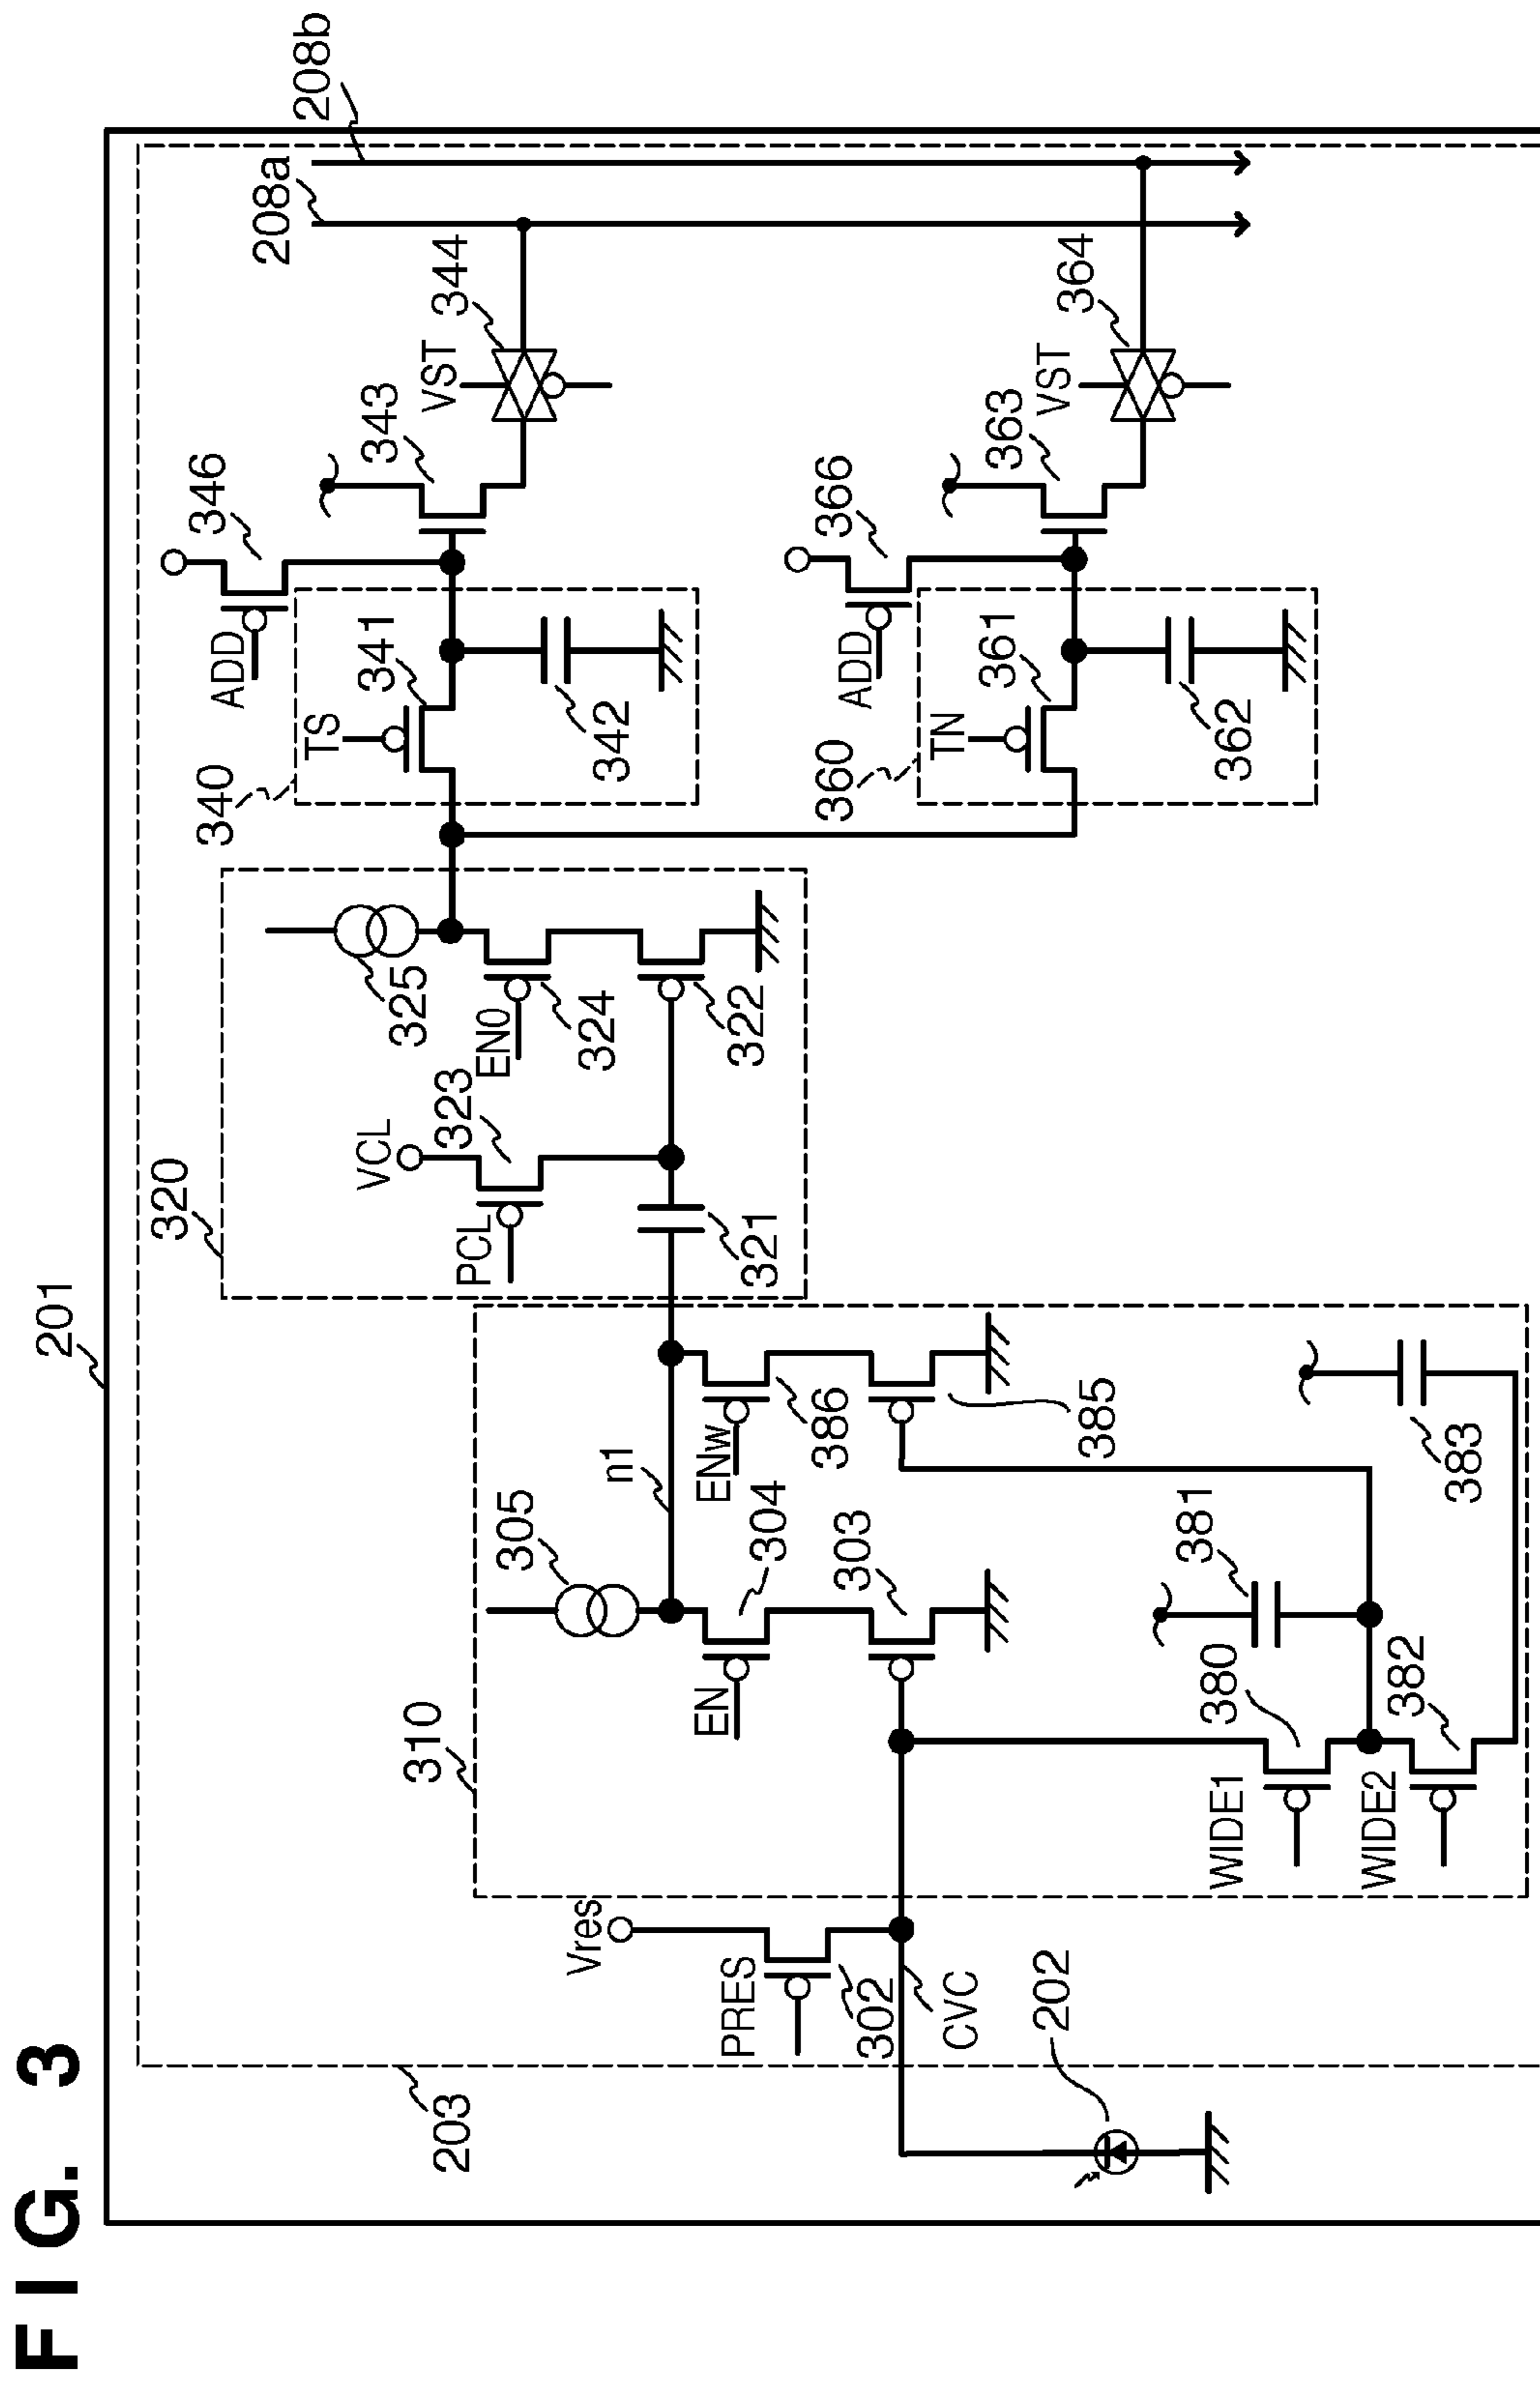 FIG. 3
201
203
320
340
346
208a
208b
ADD
TS
341
343
VST
344
342
VCL
323
PCL
325
EN0
324
322
321
360
366
ADD
TN
361
363
VST
364
362
310
305
n1
EN
304
303
ENw
386
385
Vres
PRES
302
CVC
202
WIDE1
380
381
WIDE2
382
383